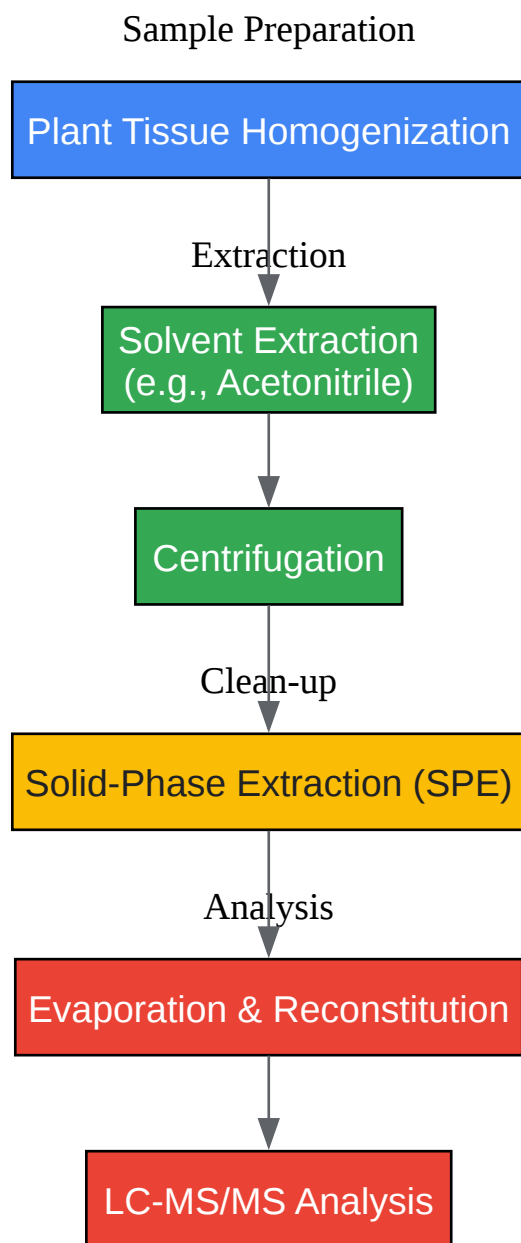 Sample Preparation
Plant Tissue Homogenization
Extraction
Solvent Extraction
(e.g., Acetonitrile)
Centrifugation
Clean-up
Solid-Phase Extraction (SPE)
Analysis
Evaporation & Reconstitution
LC-MS/MS Analysis